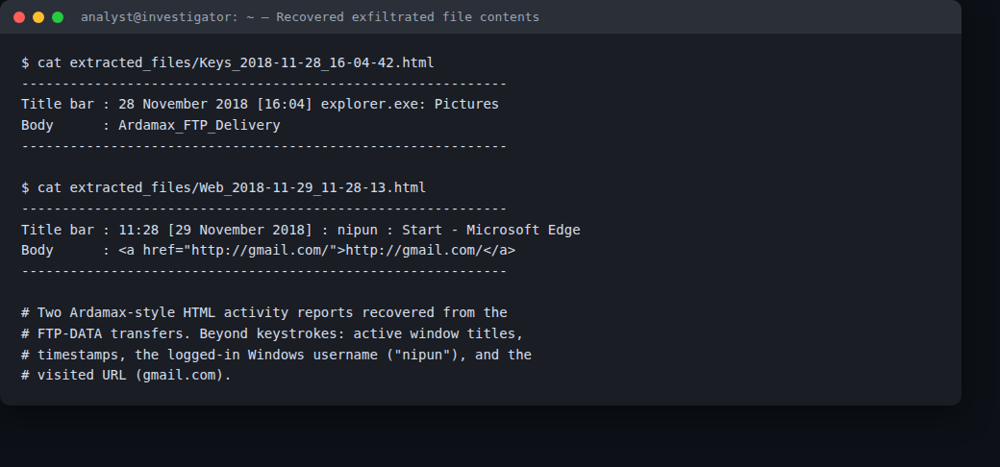 analyst@investigator: ~ — Recovered exfiltrated file contents
$ cat extracted_files/Keys_2018-11-28_16-04-42.html
------------------------------------------------------------
Title bar : 28 November 2018 [16:04] explorer.exe: Pictures
Body      : Ardamax_FTP_Delivery
------------------------------------------------------------
$ cat extracted_files/Web_2018-11-29_11-28-13.html
------------------------------------------------------------
Title bar : 11:28 [29 November 2018] : nipun : Start - Microsoft Edge
Body      : <a href="http://gmail.com/">http://gmail.com/</a>
------------------------------------------------------------
# Two Ardamax-style HTML activity reports recovered from the
# FTP-DATA transfers. Beyond keystrokes: active window titles,
# timestamps, the logged-in Windows username ("nipun"), and the
# visited URL (gmail.com).